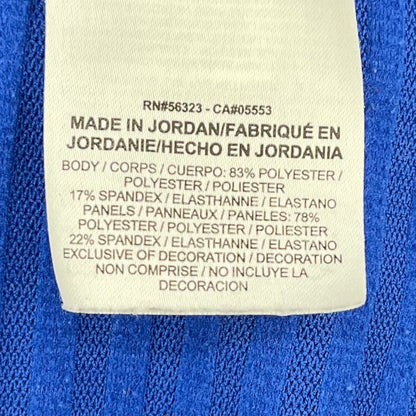 RN#56323 - CA#05553
MADE IN JORDAN/FABRIQUÉ EN
JORDANIE/HECHO EN JORDANIA
BODY / CORPS / CUERPO: 83% POLYESTER /
POLYESTER / POLIESTER
17% SPANDEX / ELASTHANNE / ELASTANO
PANELS / PANNEAUX / PANELES: 78%
POLYESTER / POLYESTER / POLIESTER
22% SPANDEX / ELASTHANNE / ELASTANO
EXCLUSIVE OF DECORATION / DECORATION
NON COMPRISE / NO INCLUYE LA
DECORACION